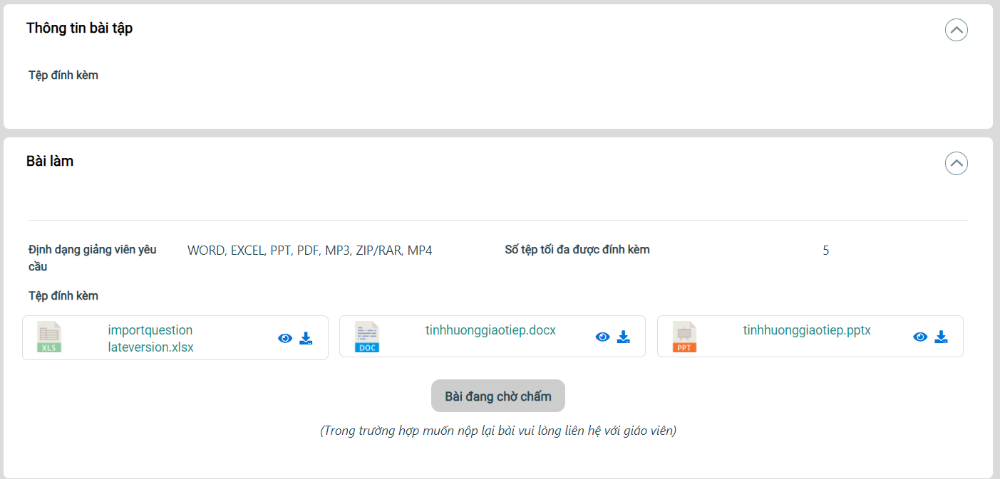 Thông tin bài tập
Tệp đính kèm
Bài làm
Định dạng giảng viên yêu cầu
WORD, EXCEL, PPT, PDF, MP3, ZIP/RAR, MP4
Số tệp tối đa được đính kèm
5
Tệp đính kèm
XLS
importquestion
lateversion.xlsx
DOC
tinhhuonggiaotiep.docx
PPT
tinhhuonggiaotiep.pptx
Bài đang chờ chấm
(Trong trường hợp muốn nộp lại bài vui lòng liên hệ với giáo viên)